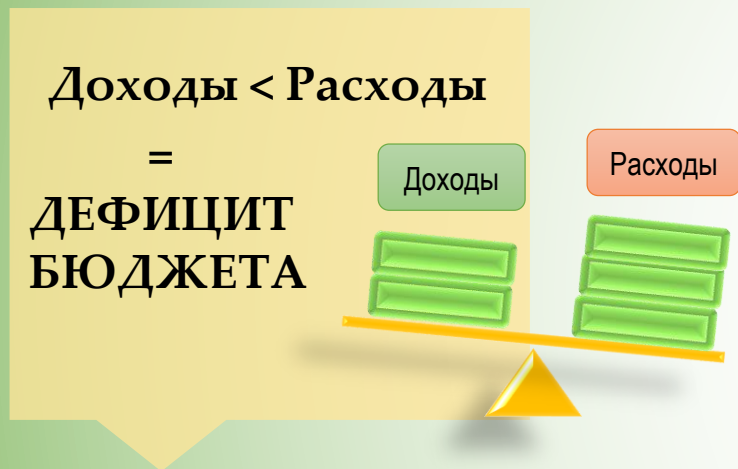 Доходы < Расходы
=
ДЕФИЦИТ
БЮДЖЕТА
Доходы
Расходы